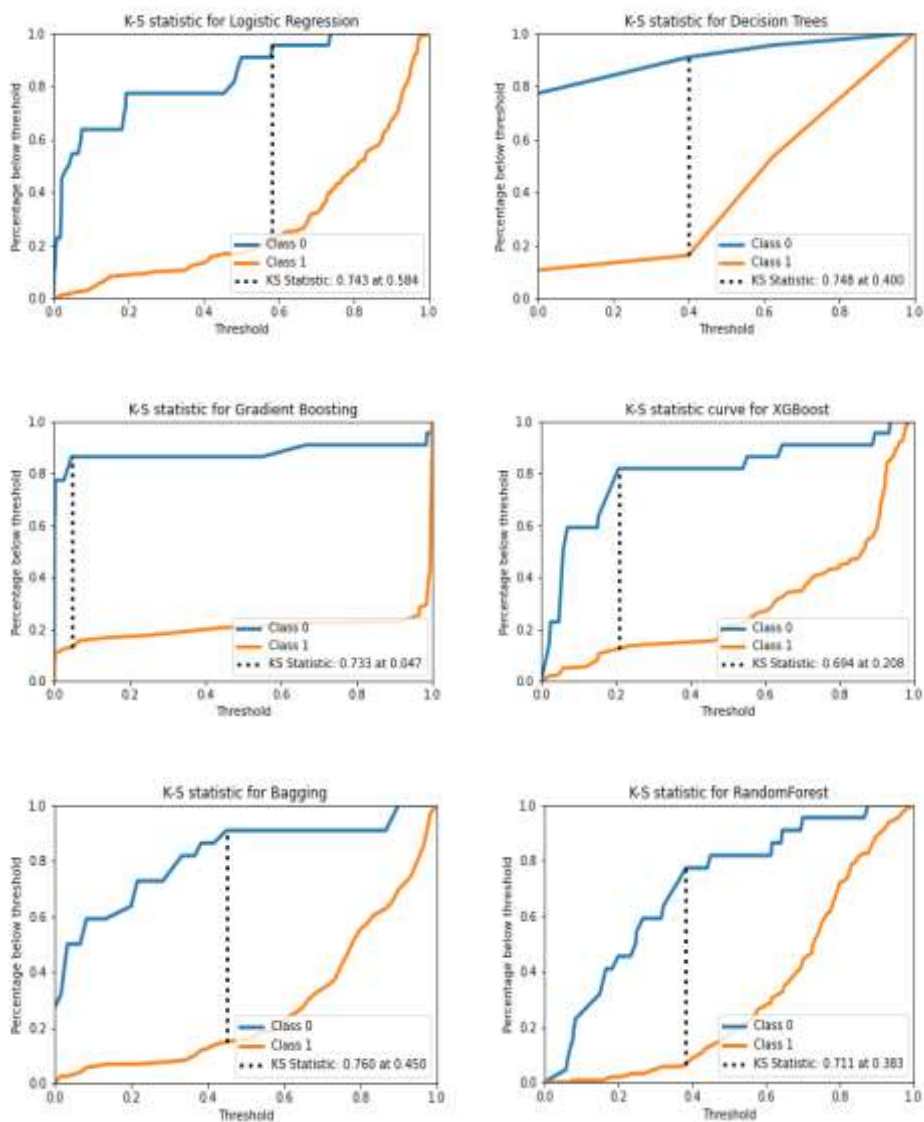 K-S statistic for Logistic Regression
1.0
0.8
0.6
0.4
0.2
0.0
Percentage below threshold
Class 0
Class 1
KS Statistic: 0.743 at 0.584
0.0 0.2 0.4 0.6 0.8 1.0
Threshold
K-S statistic for Decision Trees
1.0
0.8
0.6
0.4
0.2
0.0
Percentage below threshold
Class 0
Class 1
KS Statistic: 0.748 at 0.400
0.0 0.2 0.4 0.6 0.8 1.0
Threshold
K-S statistic for Gradient Boosting
1.0
0.8
0.6
0.4
0.2
0.0
Percentage below threshold
Class 0
Class 1
KS Statistic: 0.733 at 0.047
0.0 0.2 0.4 0.6 0.8 1.0
Threshold
K-S statistic curve for XGBoost
1.0
0.8
0.6
0.4
0.2
0.0
Percentage below threshold
Class 0
Class 1
KS Statistic: 0.694 at 0.208
0.0 0.2 0.4 0.6 0.8 1.0
Threshold
K-S statistic for Bagging
1.0
0.8
0.6
0.4
0.2
0.0
Percentage below threshold
Class 0
Class 1
KS Statistic: 0.760 at 0.450
0.0 0.2 0.4 0.6 0.8 1.0
Threshold
K-S statistic for RandomForest
1.0
0.8
0.6
0.4
0.2
0.0
Percentage below threshold
Class 0
Class 1
KS Statistic: 0.711 at 0.383
0.0 0.2 0.4 0.6 0.8 1.0
Threshold